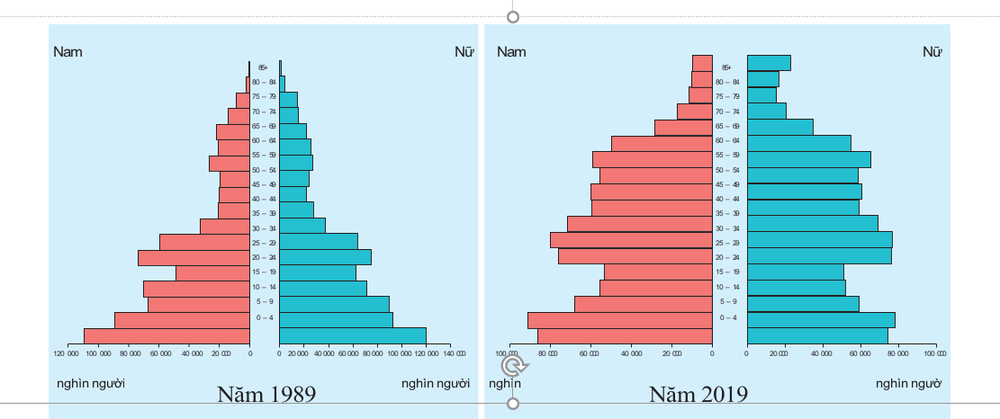 Nam
Nữ
85+
80 – 84
75 – 79
70 – 74
65 – 69
60 – 64
55 – 59
50 – 54
45 – 49
40 – 44
35 – 39
30 – 34
25 – 29
20 – 24
15 – 19
10 – 14
5 – 9
0 – 4
120 000 100 000 80 000 60 000 40 000 20 000 0
0 20 000 40 000 60 000 80 000 100 000 120 000 140 000
nghìn người
nghìn người
Năm 1989
Nam
Nữ
85+
80 – 84
75 – 79
70 – 74
65 – 69
60 – 64
55 – 59
50 – 54
45 – 49
40 – 44
35 – 39
30 – 34
25 – 29
20 – 24
15 – 19
10 – 14
5 – 9
0 – 4
100 000 80 000 60 000 40 000 20 000 0
0 20 000 40 000 60 000 80 000 100 000
nghìn
nghìn ngườ
Năm 2019